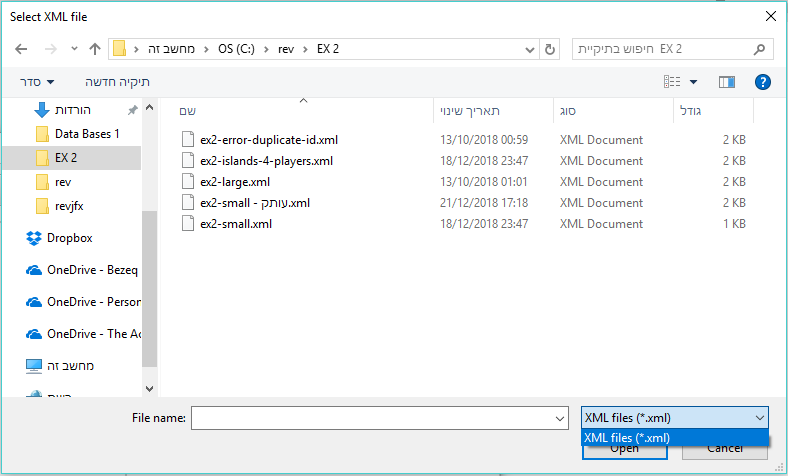 Select XML file
מחשב זה OS (C:) rev EX 2
חיפוש בתיקיית EX 2
סדר תיקיה חדשה
שם תאריך שינוי סוג גודל
הורדות
Data Bases 1
EX 2
rev
revjfx
Dropbox
OneDrive - Bezeq
OneDrive - Person
OneDrive - The Ac
מחשב זה
ex2-error-duplicate-id.xml 13/10/2018 00:59 XML Document 2 KB
ex2-islands-4-players.xml 18/12/2018 23:47 XML Document 2 KB
ex2-large.xml 13/10/2018 01:01 XML Document 2 KB
ex2-small - עותק.xml 21/12/2018 17:18 XML Document 2 KB
ex2-small.xml 18/12/2018 23:47 XML Document 1 KB
File name:
XML files (*.xml)
XML files (*.xml)
Open Cancel